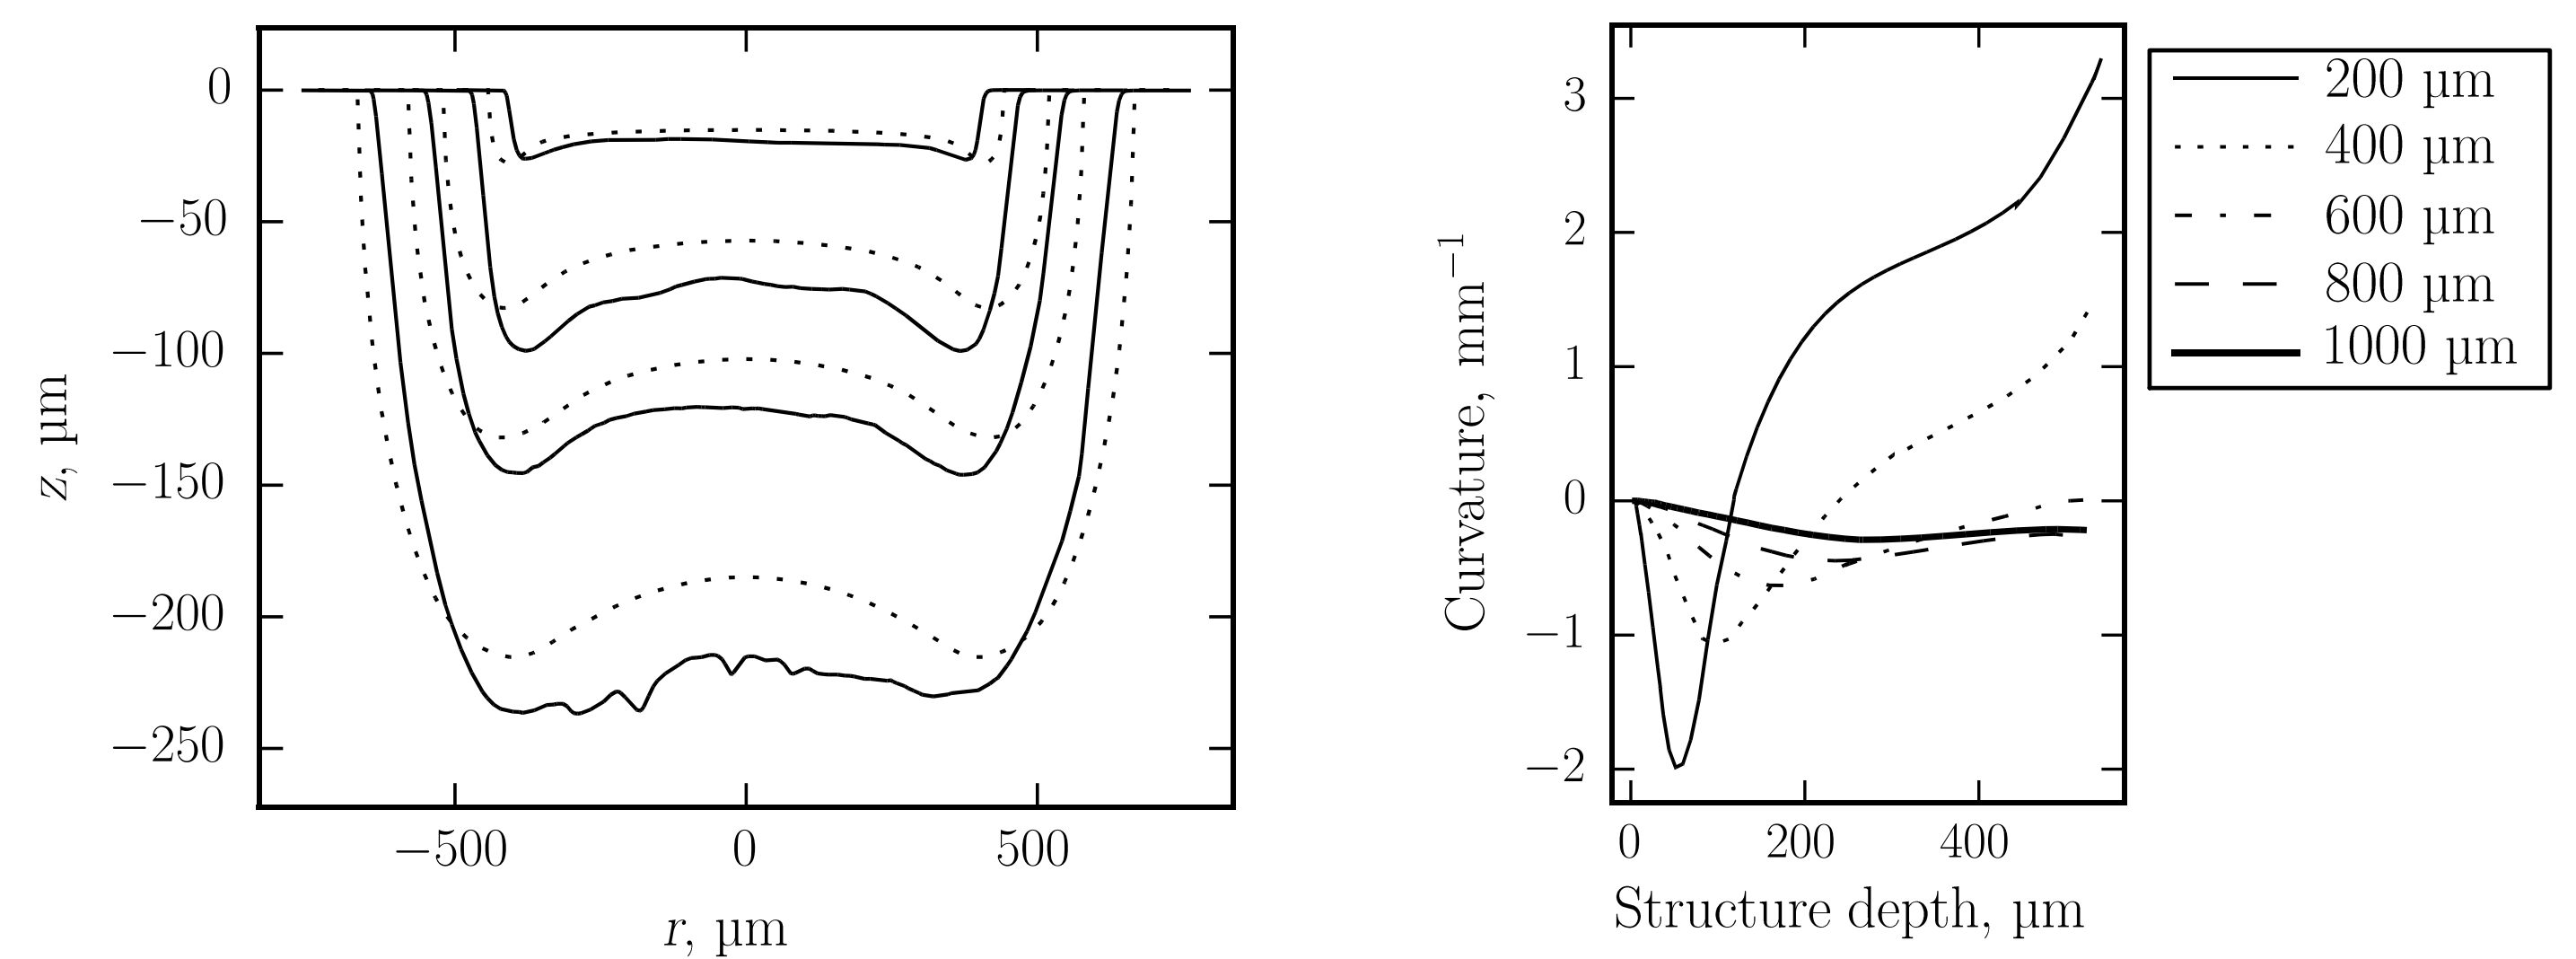 0
−50
−100
−150
−200
−250
z, µm
−500 0 500
r, µm
3
2
1
0
−1
−2
Curvature, mm⁻¹
0 200 400
Structure depth, µm
200 µm
400 µm
600 µm
800 µm
1000 µm